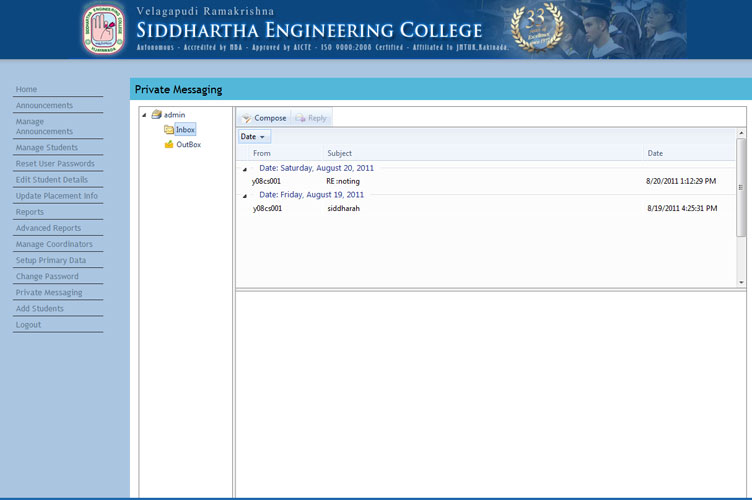 Velagapudi Ramakrishna
SIDDHARTHA ENGINEERING COLLEGE
Autonomous - Accredited by NBA - Approved by AICTE - ISO 9000:2000 Certified - Affiliated to JNTUK,Kakinada.
33
Home
Announcements
Manage
Announcements
Manage Students
Reset User Passwords
Edit Student Details
Update Placement Info
Reports
Advanced Reports
Manage Coordinators
Setup Primary Data
Change Password
Private Messaging
Add Students
Logout
Private Messaging
admin
Inbox
OutBox
Compose Reply
Date
From Subject Date
Date: Saturday, August 20, 2011
y08cs001 RE :noting 8/20/2011 1:12:29 PM
Date: Friday, August 19, 2011
y08cs001 siddharah 8/19/2011 4:25:31 PM